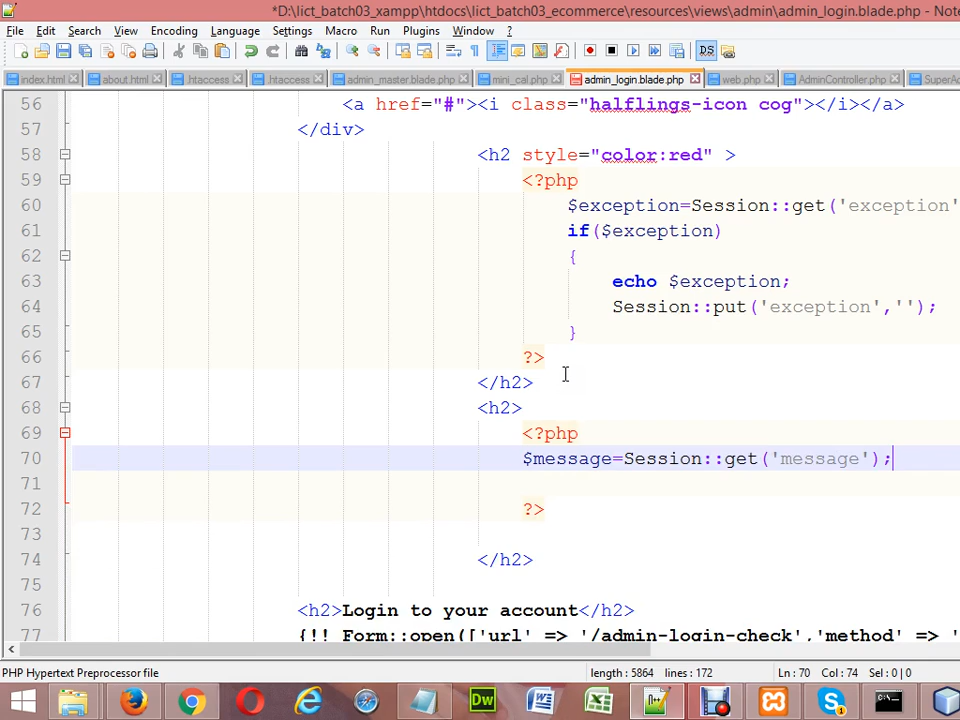 *D:\lict_batch03_xampp\htdocs\lict_batch03_ecommerce\resources\views\admin\admin_login.blade.php - Note
File Edit Search View Encoding Language Settings Macro Run Plugins Window ?
index.html about.html .htaccess .htaccess admin_master.blade.php mini_cal.php admin_login.blade.php web.php AdminController.php SuperAd
56 <a href="#"><i class="halflings-icon cog"></i></a>
57 </div>
58 <h2 style="color:red" >
59 <?php
60 $exception=Session::get('exception'
61 if($exception)
62 {
63 echo $exception;
64 Session::put('exception','');
65 }
66 ?>
67 </h2>
68 <h2>
69 <?php
70 $message=Session::get('message');
71
72 ?>
73
74 </h2>
75
76 <h2>Login to your account</h2>
77 {!! Form::open(['url' => '/admin-login-check','method' => '
PHP Hypertext Preprocessor file length : 5864 lines : 172 Ln : 70 Col : 74 Sel : 0 | 0